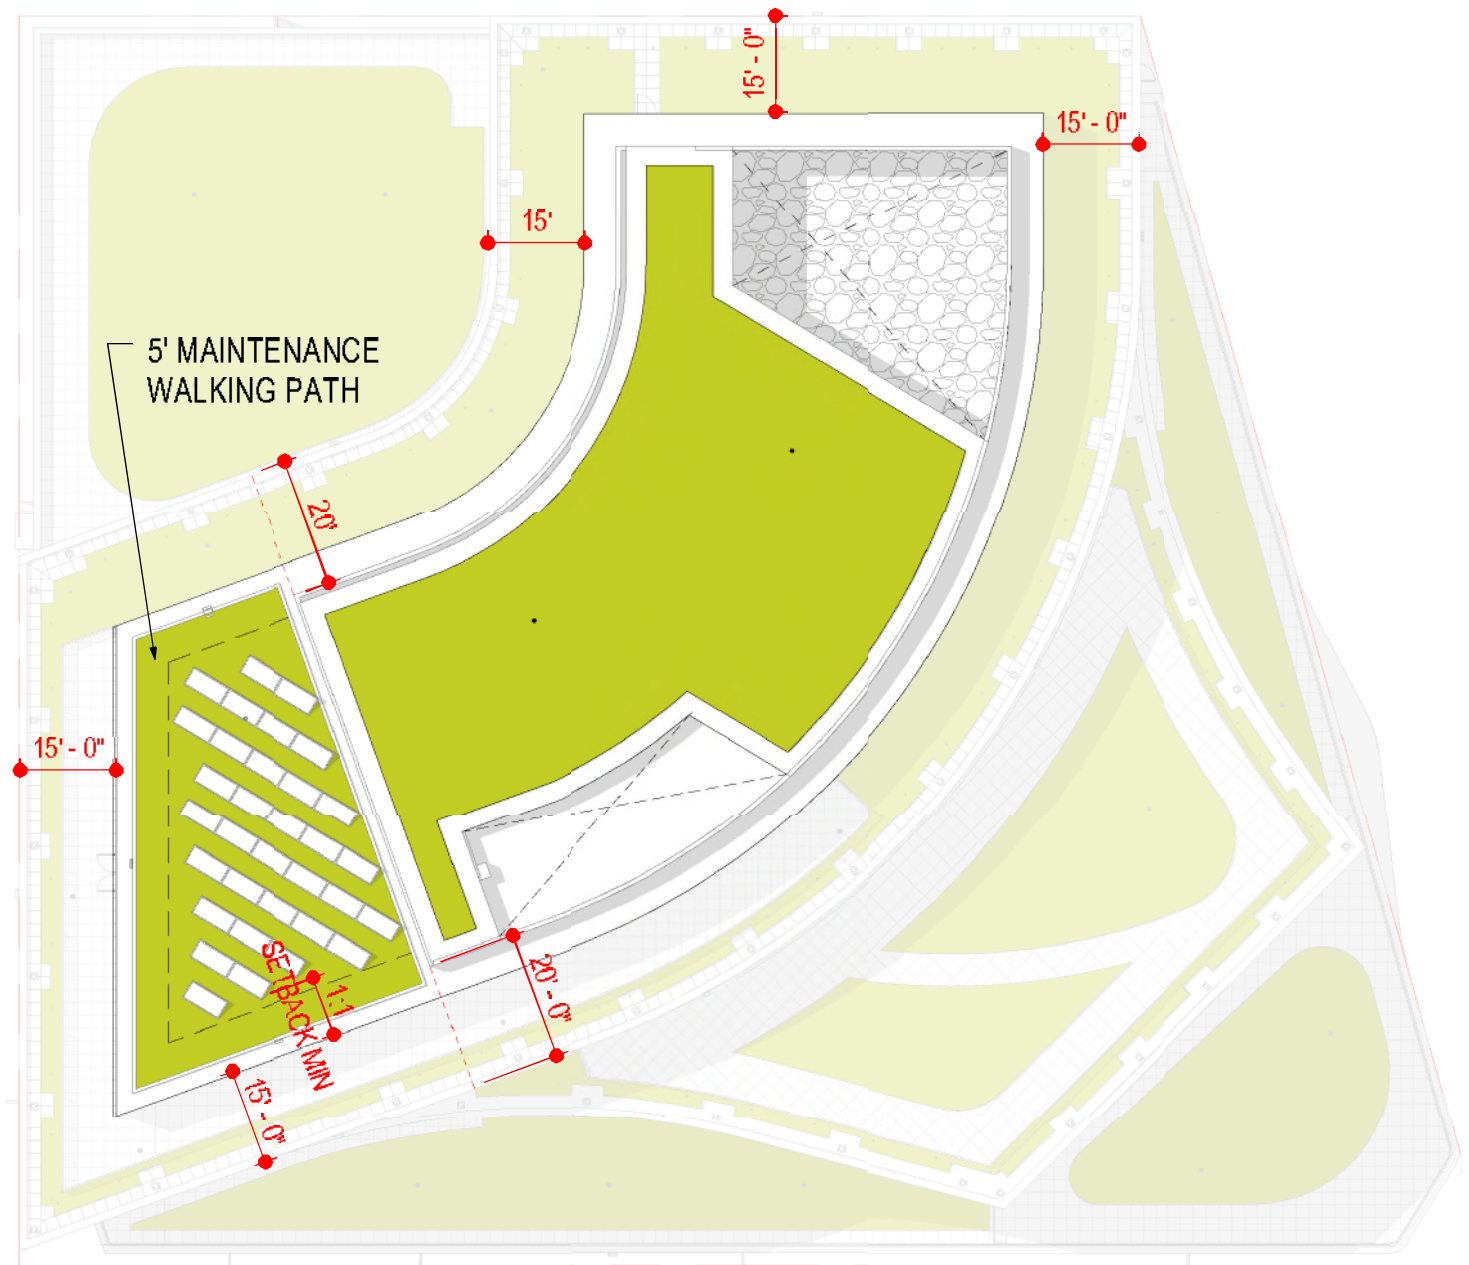 15' - 0"
15' - 0"
15'
5' MAINTENANCE
WALKING PATH
20'
15' - 0"
SETBACK MIN
1:1
20' - 0"
15' - 0"